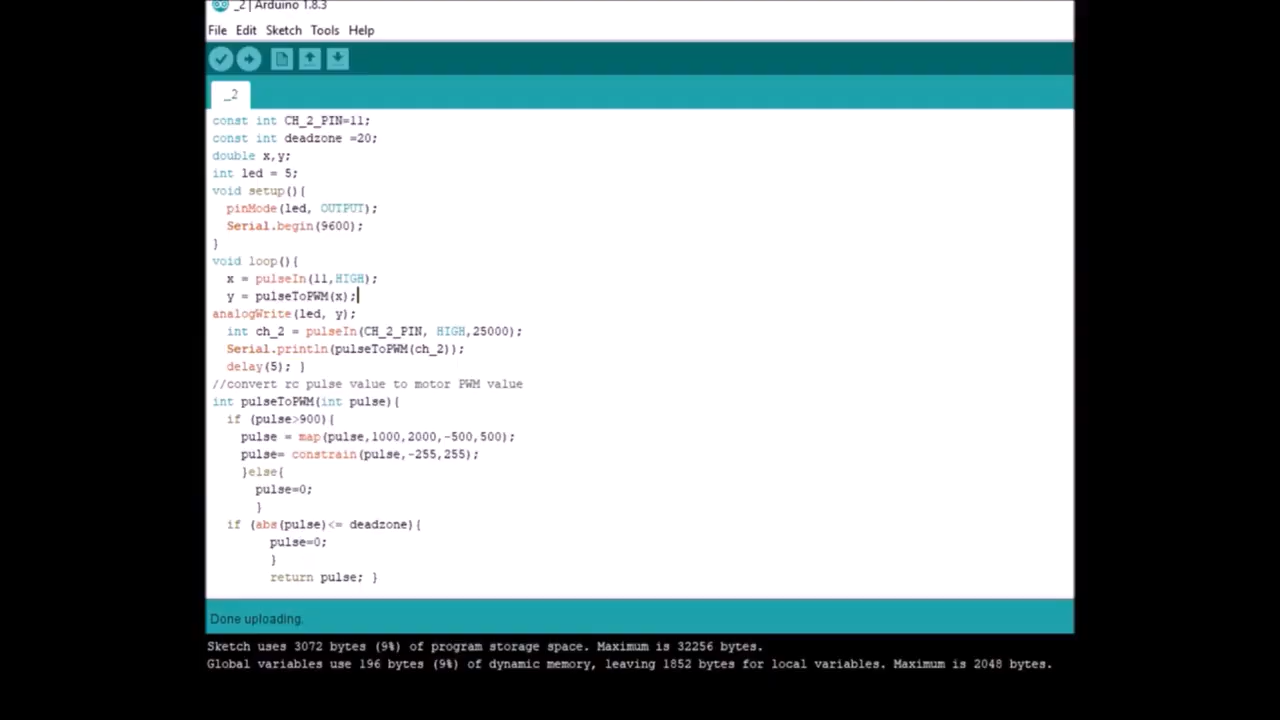 _2 | Arduino 1.8.3
File Edit Sketch Tools Help
_2
const int CH_2_PIN=11;
const int deadzone =20;
double x,y;
int led = 5;
void setup(){
  pinMode(led, OUTPUT);
  Serial.begin(9600);
}
void loop(){
  x = pulseIn(11,HIGH);
  y = pulseToPWM(x);
analogWrite(led, y);
  int ch_2 = pulseIn(CH_2_PIN, HIGH,25000);
  Serial.println(pulseToPWM(ch_2));
  delay(5); }
//convert rc pulse value to motor PWM value
int pulseToPWM(int pulse){
  if (pulse>900){
    pulse = map(pulse,1000,2000,-500,500);
    pulse= constrain(pulse,-255,255);
    }else{
      pulse=0;
      }
  if (abs(pulse)<= deadzone){
        pulse=0;
        }
        return pulse; }
Done uploading.
Sketch uses 3072 bytes (9%) of program storage space. Maximum is 32256 bytes.
Global variables use 196 bytes (9%) of dynamic memory, leaving 1852 bytes for local variables. Maximum is 2048 bytes.